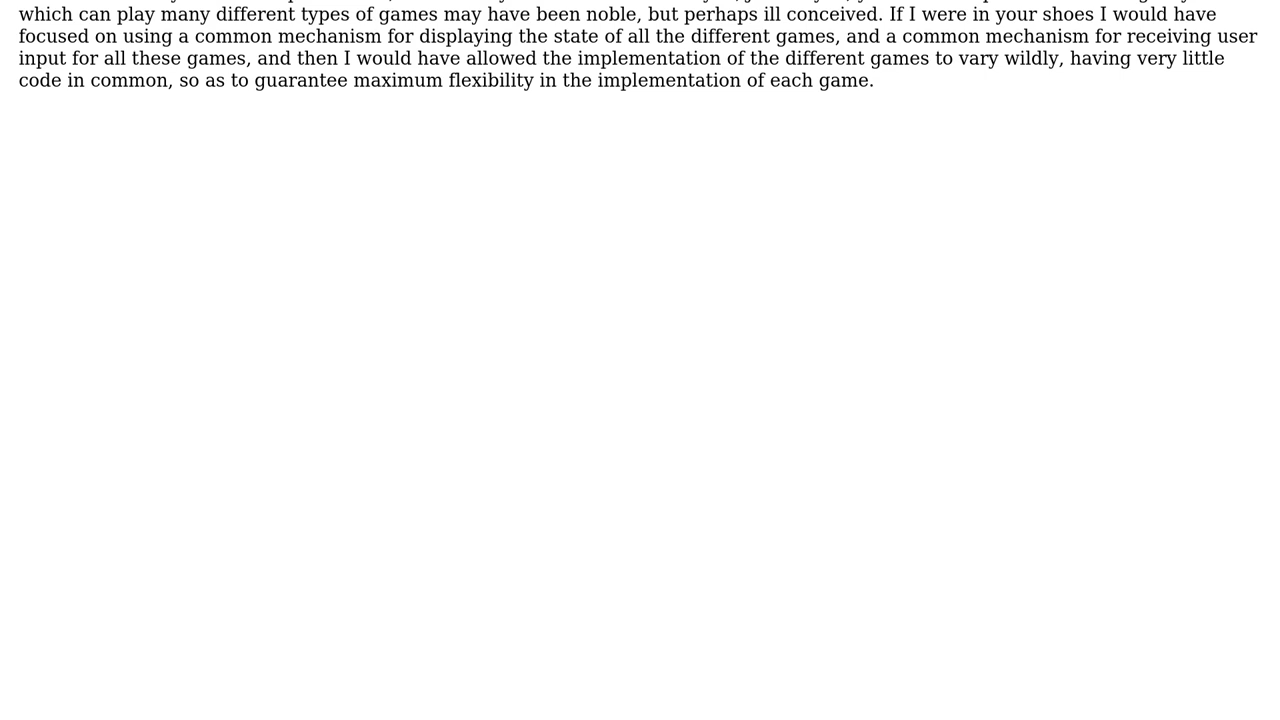 which can play many different types of games may have been noble, but perhaps ill conceived. If I were in your shoes I would have
focused on using a common mechanism for displaying the state of all the different games, and a common mechanism for receiving user
input for all these games, and then I would have allowed the implementation of the different games to vary wildly, having very little
code in common, so as to guarantee maximum flexibility in the implementation of each game.